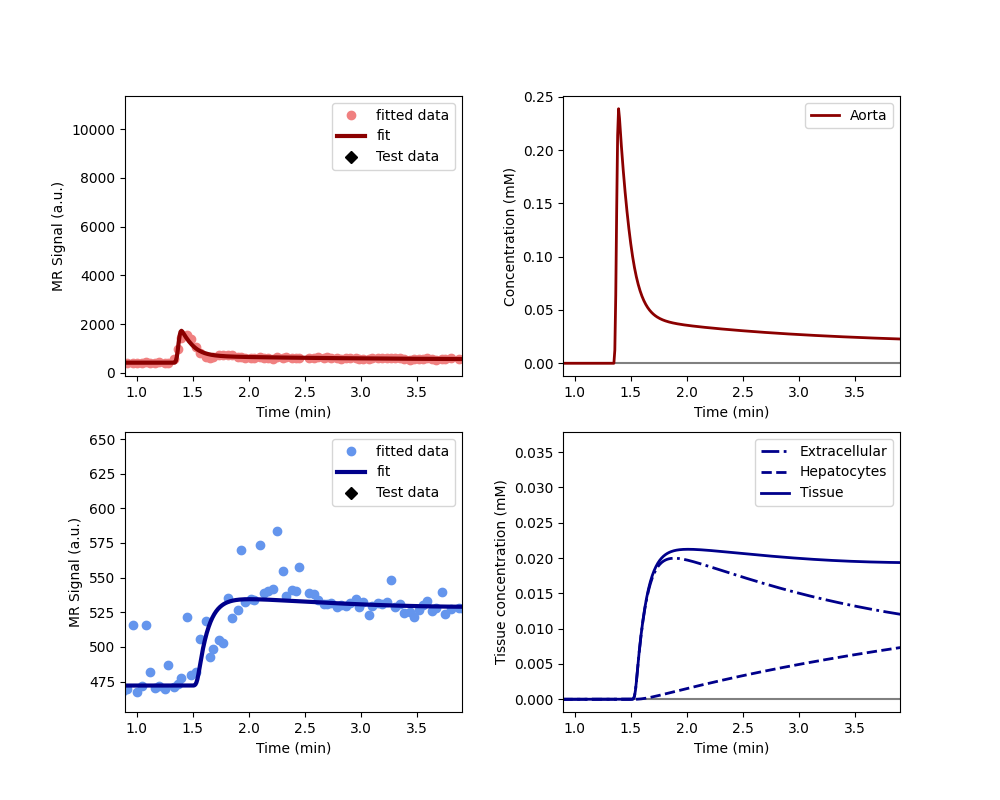 10000
8000
6000
4000
2000
0
MR Signal (a.u.)
fitted data
fit
Test data
1.0 1.5 2.0 2.5 3.0 3.5
Time (min)
0.25
0.20
0.15
0.10
0.05
0.00
Concentration (mM)
Aorta
1.0 1.5 2.0 2.5 3.0 3.5
Time (min)
650
625
600
575
550
525
500
475
MR Signal (a.u.)
fitted data
fit
Test data
1.0 1.5 2.0 2.5 3.0 3.5
Time (min)
0.035
0.030
0.025
0.020
0.015
0.010
0.005
0.000
Tissue concentration (mM)
Extracellular
Hepatocytes
Tissue
1.0 1.5 2.0 2.5 3.0 3.5
Time (min)